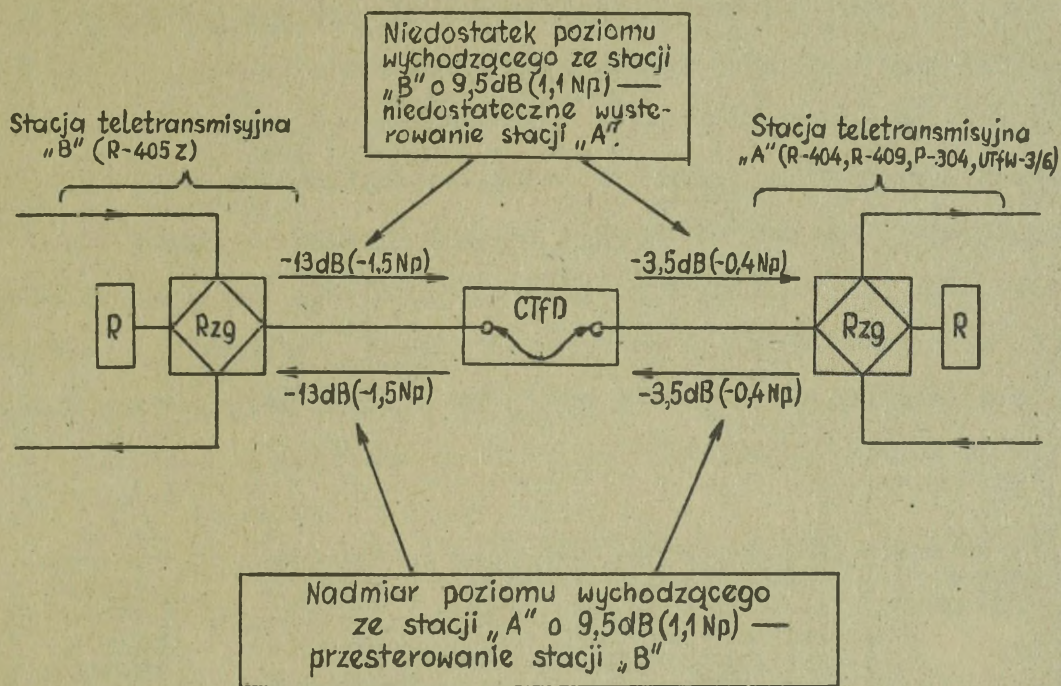 Niedostatek poziomu
wychodzącego ze stacji
„B" o 9,5dB (1,1 Np) —
niedostateczne wyste-
rowanie stacji „A".
Stacja teletransmisyjna
„B" (R-405Z)
Stacja teletransmisyjna
„A" (R-404, R-409, P-304, UTfW-3/6)
-13dB(-1,5Np)
-3,5dB(-0,4Np)
R
Rzg
CTfD
Rzg
R
-13dB(-1,5Np)
-3,5dB(-0,4Np)
Nadmiar poziomu wychodzącego
ze stacji „A" o 9,5dB (1,1 Np) —
przesterowanie stacji „B"